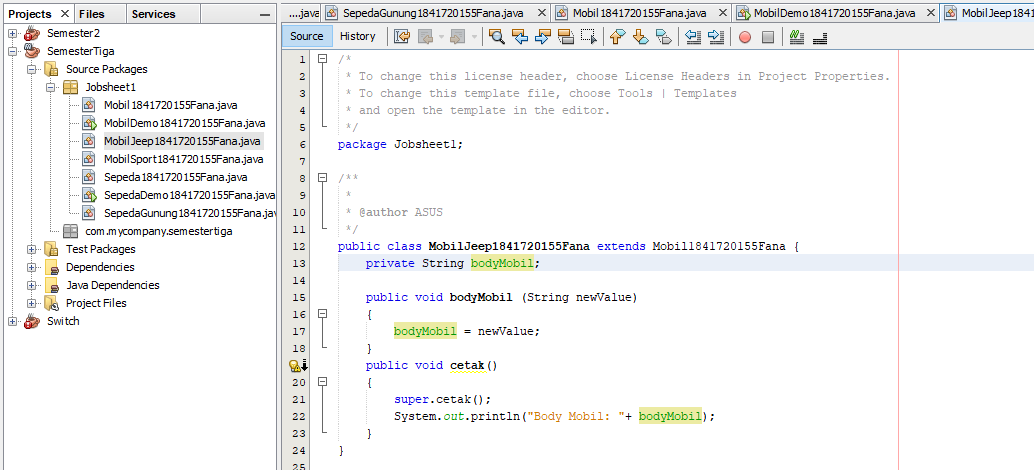 Projects × Files Services
Semester2
SemesterTiga
Source Packages
Jobsheet1
Mobil1841720155Fana.java
MobilDemo1841720155Fana.java
MobilJeep1841720155Fana.java
MobilSport1841720155Fana.java
Sepeda1841720155Fana.java
SepedaDemo1841720155Fana.java
SepedaGunung1841720155Fana.jav
com.mycompany.semestertiga
Test Packages
Dependencies
Java Dependencies
Project Files
Switch
....java SepedaGunung1841720155Fana.java × Mobil1841720155Fana.java × MobilDemo1841720155Fana.java × MobilJeep18417201
Source History
1 /*
2 * To change this license header, choose License Headers in Project Properties.
3 * To change this template file, choose Tools | Templates
4 * and open the template in the editor.
5 */
6 package Jobsheet1;
7
8 /**
9 *
10 * @author ASUS
11 */
12 public class MobilJeep1841720155Fana extends Mobil1841720155Fana {
13 private String bodyMobil;
14
15 public void bodyMobil (String newValue)
16 {
17 bodyMobil = newValue;
18 }
public void cetak()
20 {
21 super.cetak();
22 System.out.println("Body Mobil: "+ bodyMobil);
23 }
24 }
25